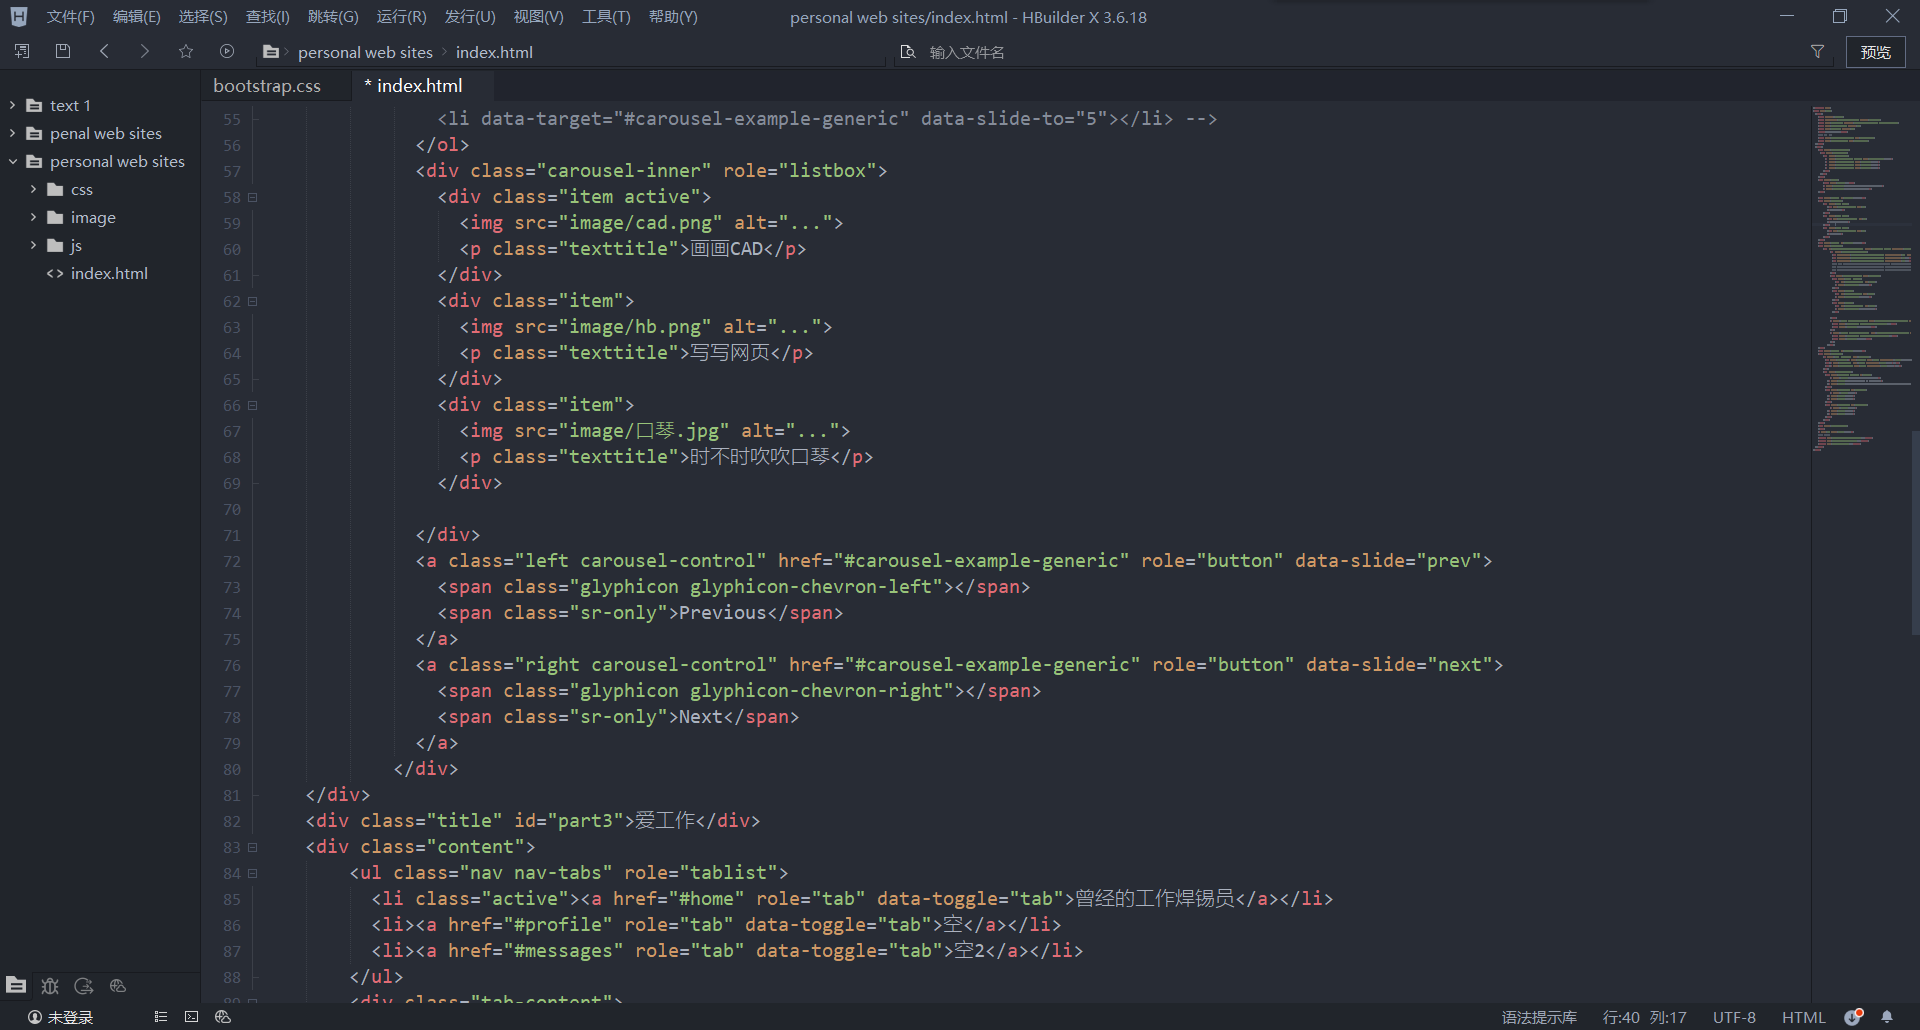 文件(F) 编辑(E) 选择(S) 查找(I) 跳转(G) 运行(R) 发行(U) 视图(V) 工具(T) 帮助(Y) personal web sites/index.html - HBuilder X 3.6.18
personal web sites index.html 输入文件名 预览
bootstrap.css * index.html
text 1
penal web sites
personal web sites
css
image
js
<> index.html
55 <li data-target="#carousel-example-generic" data-slide-to="5"></li> -->
56 </ol>
57 <div class="carousel-inner" role="listbox">
58 <div class="item active">
59 <img src="image/cad.png" alt="...">
60 <p class="texttitle">画画CAD</p>
61 </div>
62 <div class="item">
63 <img src="image/hb.png" alt="...">
64 <p class="texttitle">写写网页</p>
65 </div>
66 <div class="item">
67 <img src="image/口琴.jpg" alt="...">
68 <p class="texttitle">时不时吹吹口琴</p>
69 </div>
70
71 </div>
72 <a class="left carousel-control" href="#carousel-example-generic" role="button" data-slide="prev">
73 <span class="glyphicon glyphicon-chevron-left"></span>
74 <span class="sr-only">Previous</span>
75 </a>
76 <a class="right carousel-control" href="#carousel-example-generic" role="button" data-slide="next">
77 <span class="glyphicon glyphicon-chevron-right"></span>
78 <span class="sr-only">Next</span>
79 </a>
80 </div>
81 </div>
82 <div class="title" id="part3">爱工作</div>
83 <div class="content">
84 <ul class="nav nav-tabs" role="tablist">
85 <li class="active"><a href="#home" role="tab" data-toggle="tab">曾经的工作焊锡员</a></li>
86 <li><a href="#profile" role="tab" data-toggle="tab">空</a></li>
87 <li><a href="#messages" role="tab" data-toggle="tab">空2</a></li>
88 </ul>
89 <div class="tab-content">
未登录 语法提示库 行:40 列:17 UTF-8 HTML